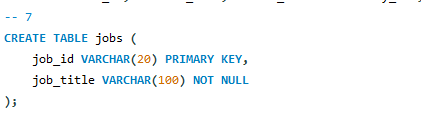 -- 7
CREATE TABLE jobs (
    job_id VARCHAR(20) PRIMARY KEY,
    job_title VARCHAR(100) NOT NULL
);